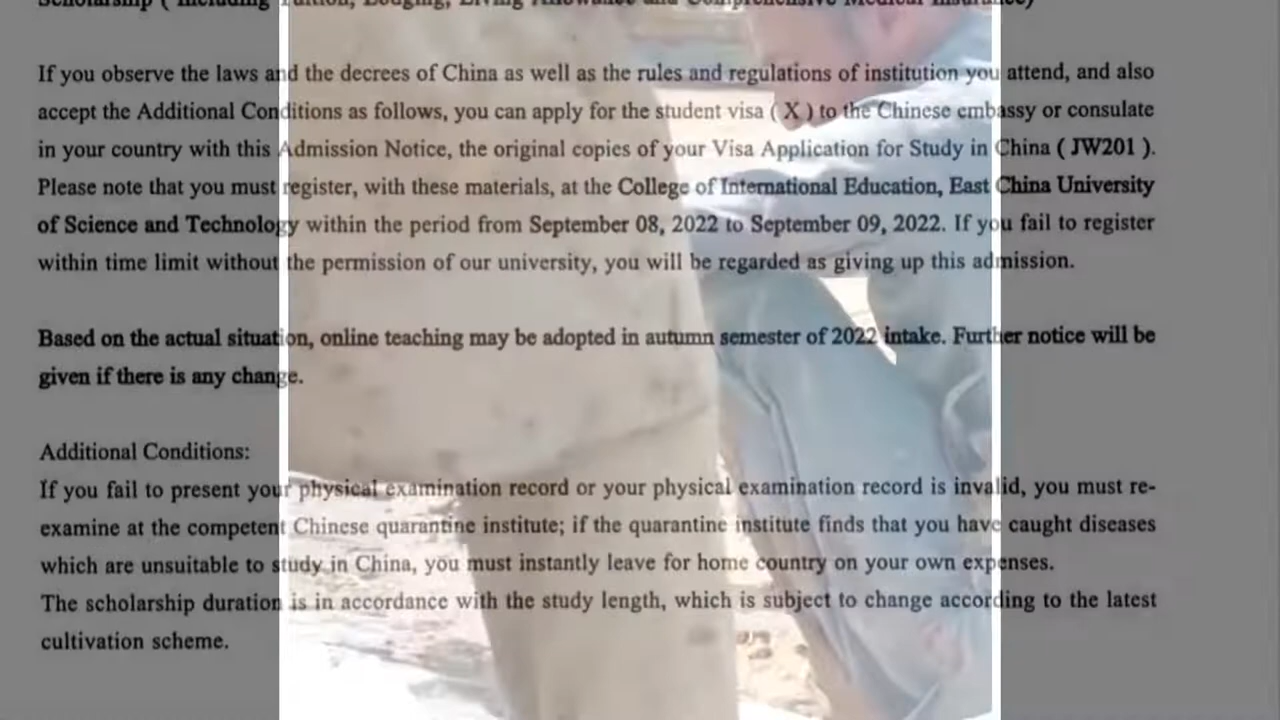 Scholarship ( Including Tuition, Lodging, Living Allowance and Comprehensive Medical Insurance)
If you observe the laws and the decrees of China as well as the rules and regulations of institution you attend, and also
accept the Additional Conditions as follows, you can apply for the student visa ( X ) to the Chinese embassy or consulate
in your country with this Admission Notice, the original copies of your Visa Application for Study in China ( JW201 ).
Please note that you must register, with these materials, at the College of International Education, East China University
of Science and Technology within the period from September 08, 2022 to September 09, 2022. If you fail to register
within time limit without the permission of our university, you will be regarded as giving up this admission.
Based on the actual situation, online teaching may be adopted in autumn semester of 2022 intake. Further notice will be
given if there is any change.
Additional Conditions:
If you fail to present your physical examination record or your physical examination record is invalid, you must re-
examine at the competent Chinese quarantine institute; if the quarantine institute finds that you have caught diseases
which are unsuitable to study in China, you must instantly leave for home country on your own expenses.
The scholarship duration is in accordance with the study length, which is subject to change according to the latest
cultivation scheme.